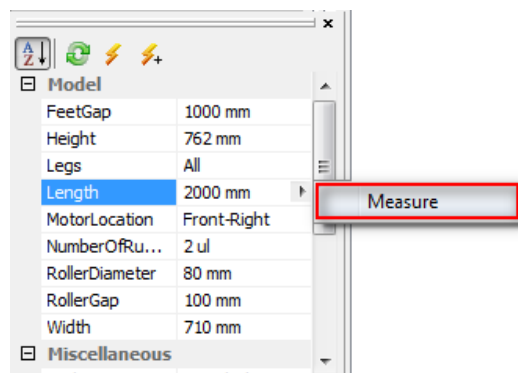 A
Z
Model
FeetGap 1000 mm
Height 762 mm
Legs All
Length 2000 mm
Measure
MotorLocation Front-Right
NumberOfRu... 2 ul
RollerDiameter 80 mm
RollerGap 100 mm
Width 710 mm
Miscellaneous